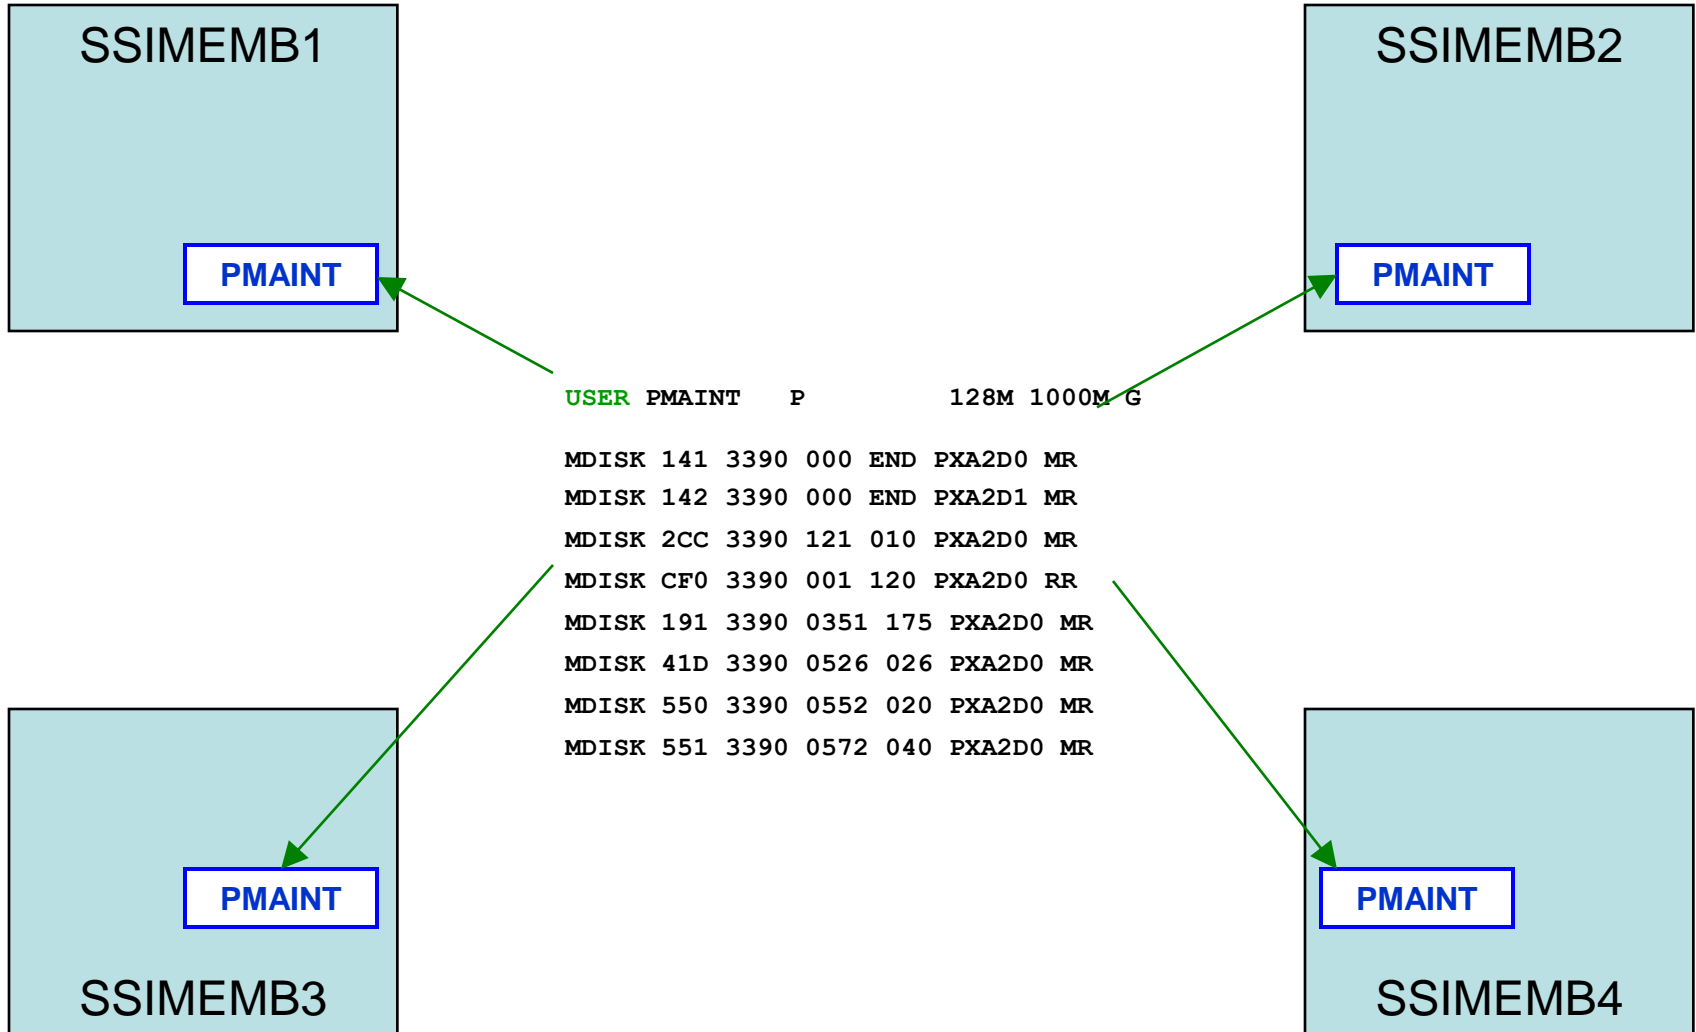 SSIMEMB1
SSIMEMB2
PMAINT
PMAINT
USER PMAINT   P         128M 1000M G
MDISK 141 3390 000 END PXA2D0 MR
MDISK 142 3390 000 END PXA2D1 MR
MDISK 2CC 3390 121 010 PXA2D0 MR
MDISK CF0 3390 001 120 PXA2D0 RR
MDISK 191 3390 0351 175 PXA2D0 MR
MDISK 41D 3390 0526 026 PXA2D0 MR
MDISK 550 3390 0552 020 PXA2D0 MR
MDISK 551 3390 0572 040 PXA2D0 MR
PMAINT
PMAINT
SSIMEMB3
SSIMEMB4